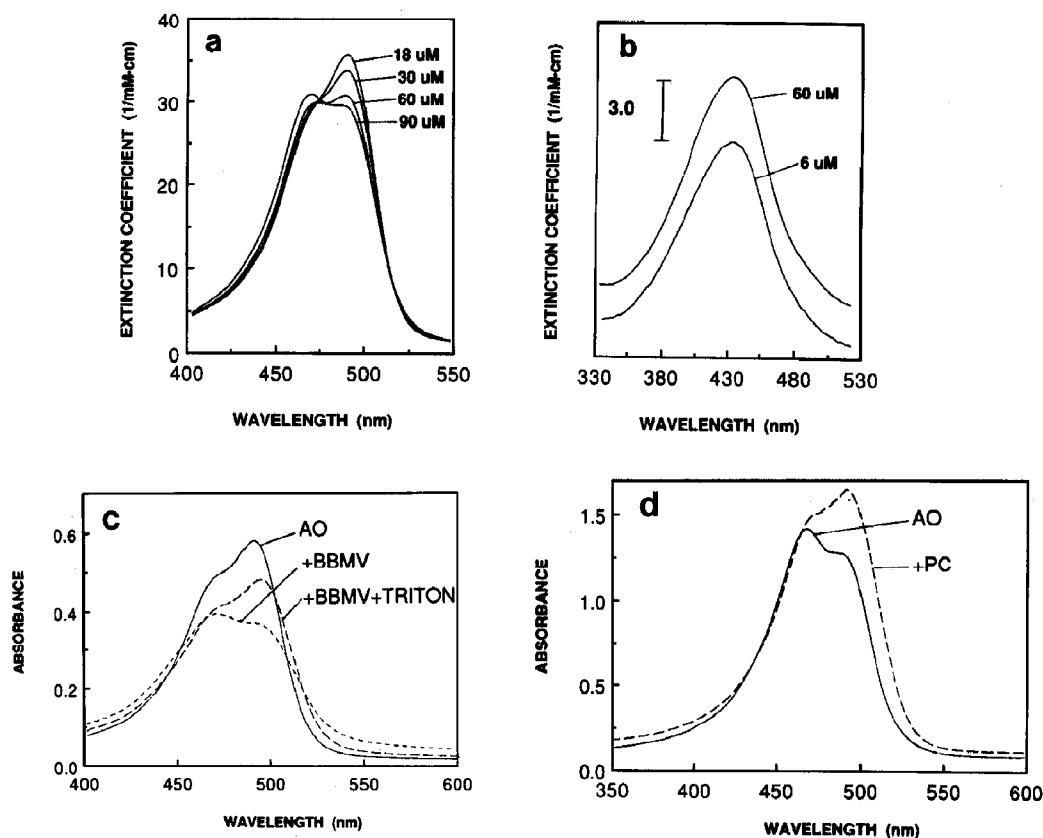 a
EXTINCTION COEFFICIENT (1/mM-cm)
40
30
20
10
0
18 uM
30 uM
60 uM
90 uM
400
450
500
550
WAVELENGTH (nm)
b
EXTINCTION COEFFICIENT (1/mM-cm)
3.0
60 uM
6 uM
330
380
430
480
530
WAVELENGTH (nm)
c
ABSORBANCE
0.6
0.4
0.2
0.0
AO
+BBMV
+BBMV+TRITON
400
450
500
550
600
WAVELENGTH (nm)
d
ABSORBANCE
1.5
1.0
0.5
0.0
AO
+PC
350
400
450
500
550
600
WAVELENGTH (nm)